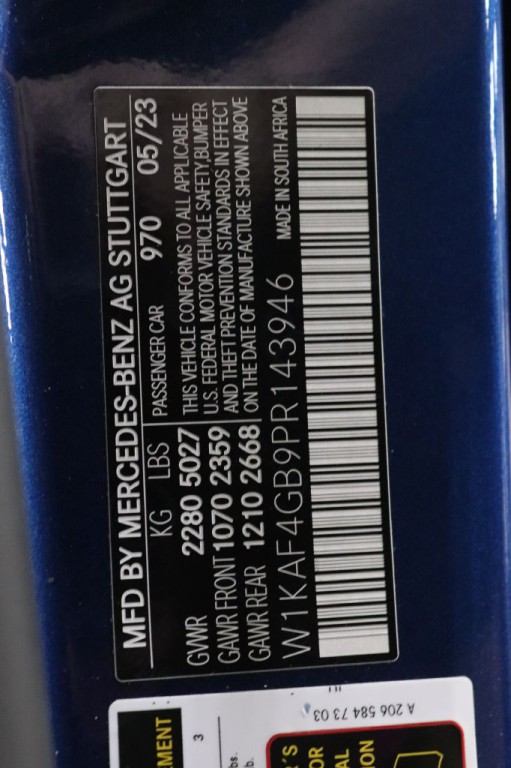 MFD BY MERCEDES-BENZ AG STUTTGART
KG LBS PASSENGER CAR 970 05/23
GVWR 2280 5027
GAWR FRONT 1070 2359
GAWR REAR 1210 2668
THIS VEHICLE CONFORMS TO ALL APPLICABLE
U.S. FEDERAL MOTOR VEHICLE SAFETY, BUMPER
AND THEFT PREVENTION STANDARDS IN EFFECT
ON THE DATE OF MANUFACTURE SHOWN ABOVE
W1KAF4GB9PR143946 MADE IN SOUTH AFRICA
A 206 584 73 03
3